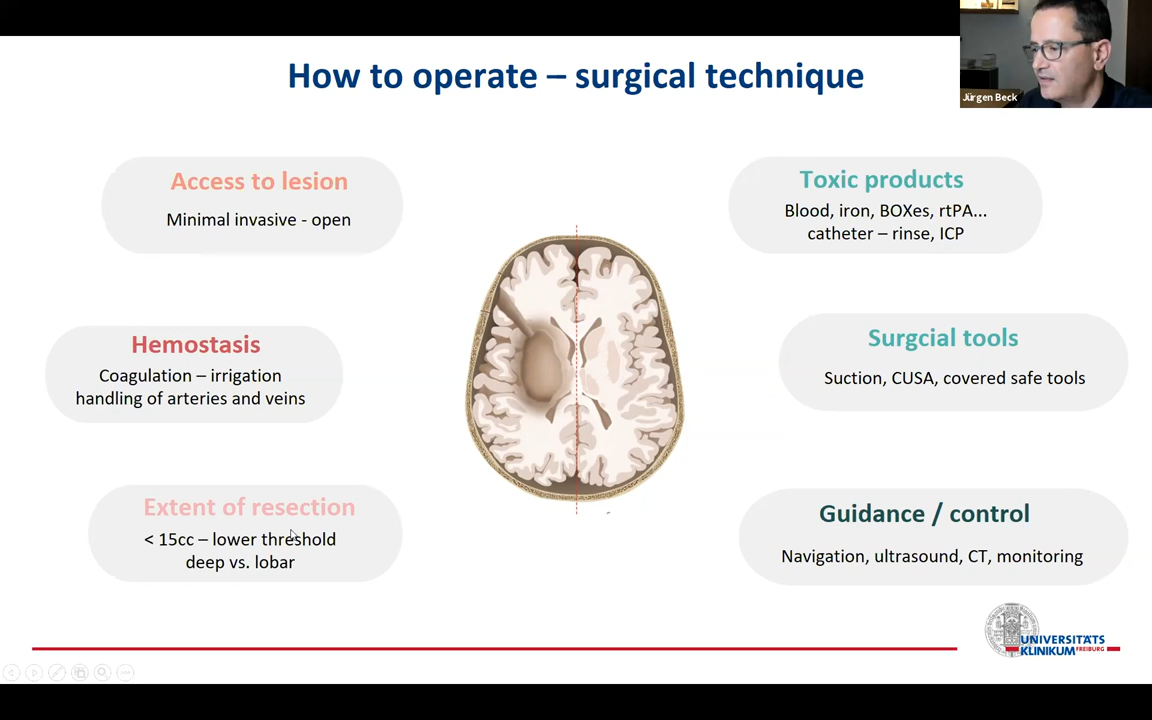 How to operate – surgical technique
Jürgen Beck
Access to lesion
Minimal invasive - open
Hemostasis
Coagulation – irrigation
handling of arteries and veins
Extent of resection
< 15cc – lower threshold
deep vs. lobar
Toxic products
Blood, iron, BOXes, rtPA...
catheter – rinse, ICP
Surgcial tools
Suction, CUSA, covered safe tools
Guidance / control
Navigation, ultrasound, CT, monitoring
UNIVERSITÄTS
KLINIKUM FREIBURG